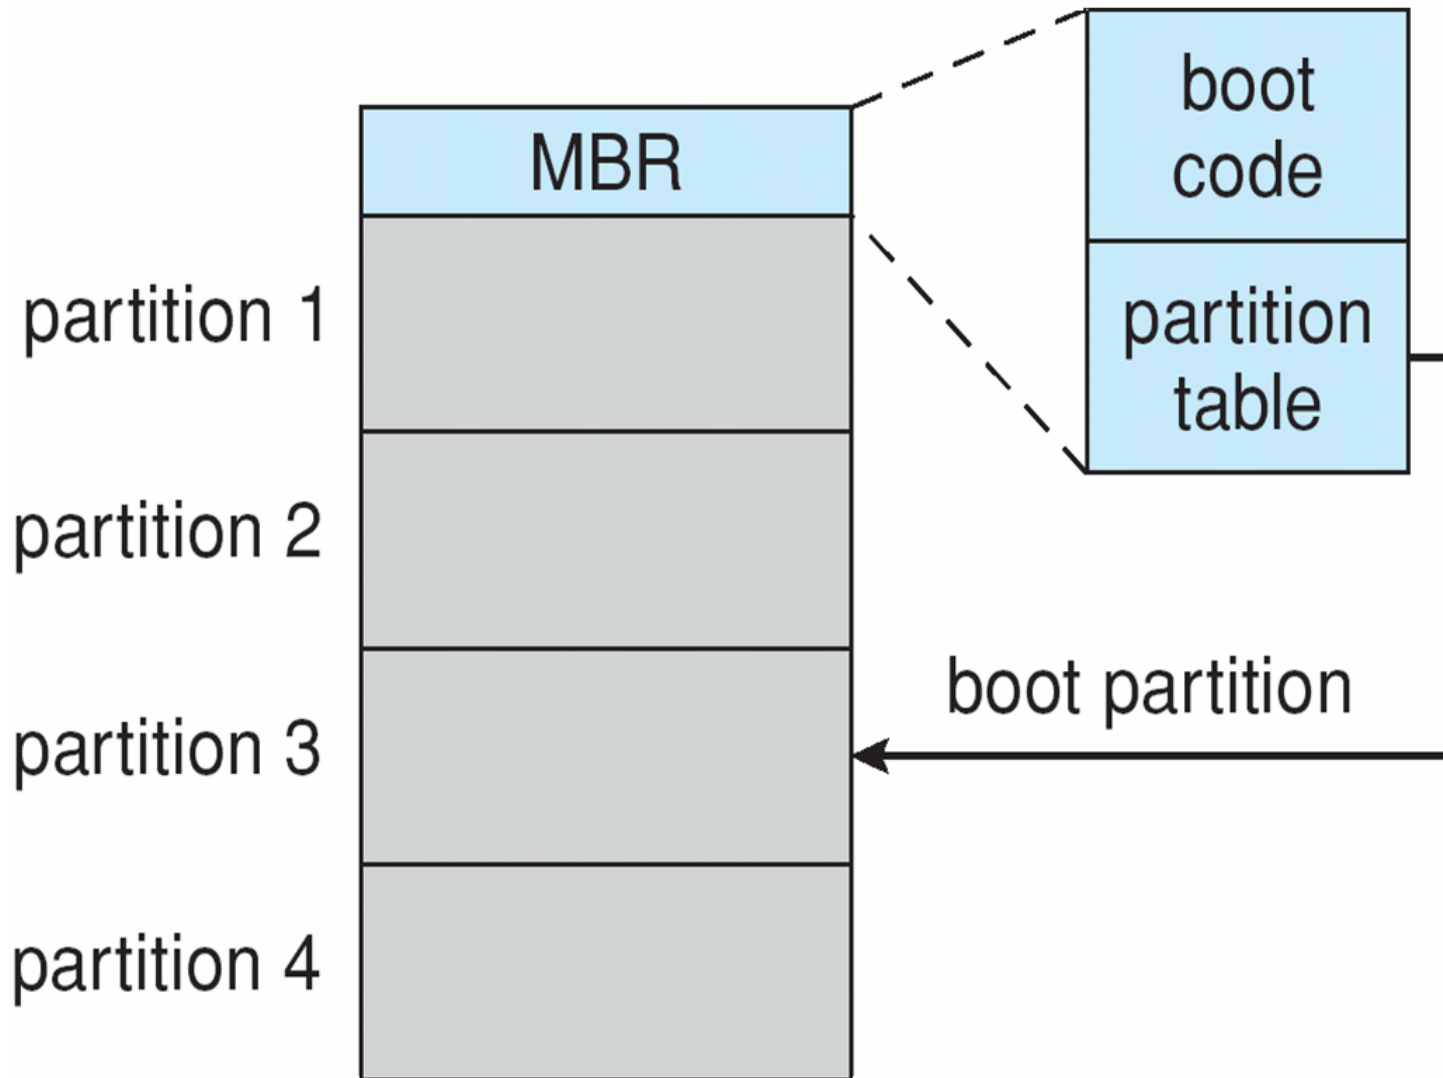 boot
code
MBR
partition 1
partition
table
partition 2
boot partition
partition 3
partition 4